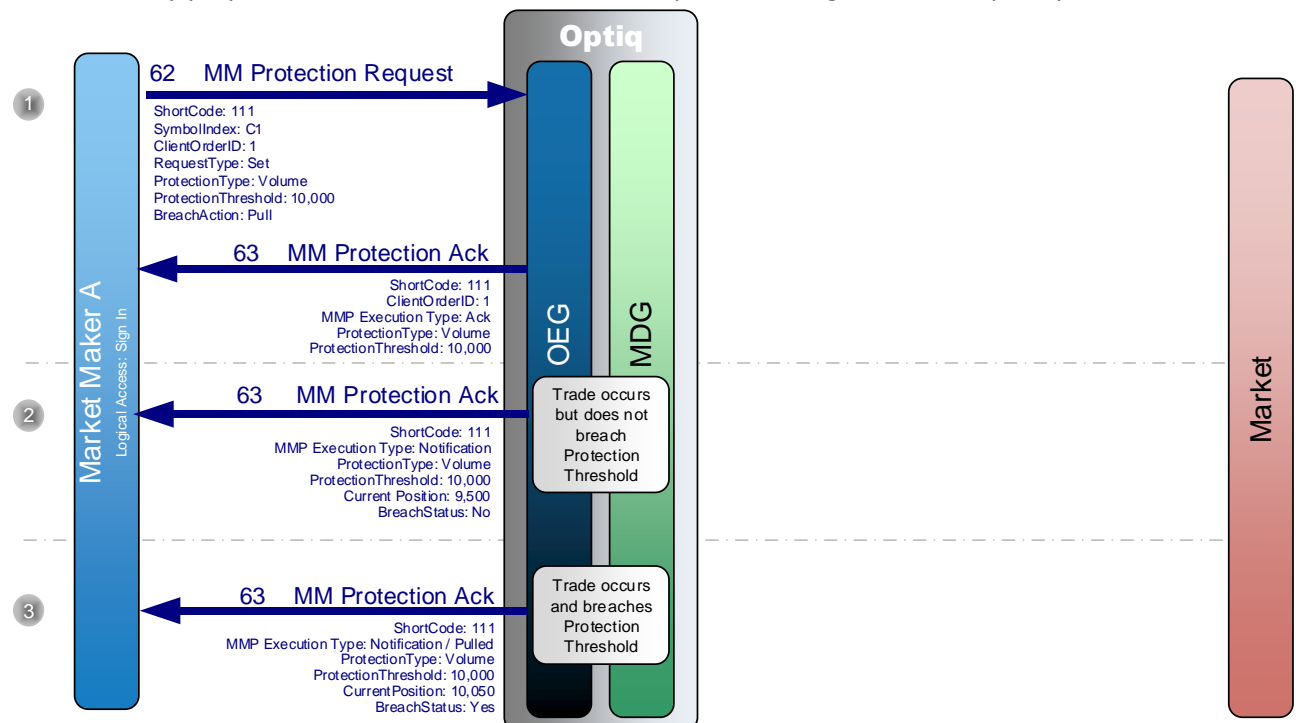 Optiq
1
62 MM Protection Request
ShortCode: 111
SymbolIndex: C1
ClientOrderID: 1
RequestType: Set
ProtectionType: Volume
ProtectionThreshold: 10,000
BreachAction: Pull
63 MM Protection Ack
ShortCode: 111
ClientOrderID: 1
MMP Execution Type: Ack
ProtectionType: Volume
ProtectionThreshold: 10,000
Market Maker A
Logical Access: Sign In
OEG
MDG
Market
2
63 MM Protection Ack
ShortCode: 111
MMP Execution Type: Notification
ProtectionType: Volume
ProtectionThreshold: 10,000
Current Position: 9,500
BreachStatus: No
Trade occurs
but does not
breach
Protection
Threshold
3
63 MM Protection Ack
ShortCode: 111
MMP Execution Type: Notification / Pulled
ProtectionType: Volume
ProtectionThreshold: 10,000
CurrentPosition: 10,050
BreachStatus: Yes
Trade occurs
and breaches
Protection
Threshold